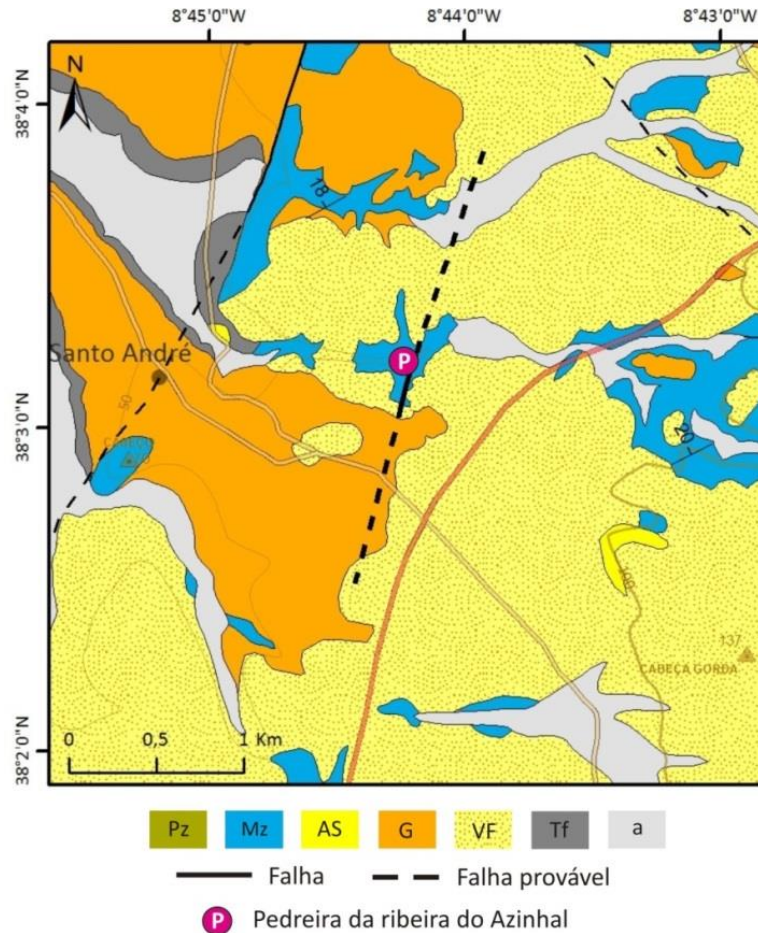 8°45'0"W 8°44'0"W 8°43'0"W
N
38°4'0"N
18
Santo André
P
50
38°3'0"N
20
100
137
CABEÇA GORDA
0 0,5 1 Km
38°2'0"N
Pz Mz AS G VF Tf a
Falha Falha provável
P Pedreira da ribeira do Azinhal